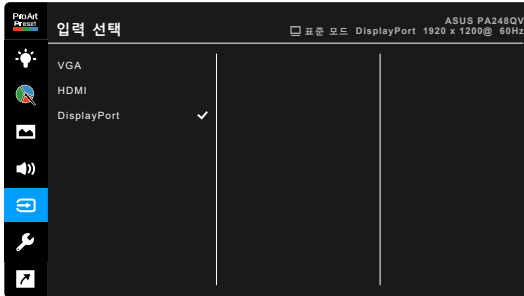 ProArt
Preset
입력 선택
ASUS PA248QV
표준 모드 DisplayPort 1920 x 1200@ 60Hz
VGA
HDMI
DisplayPort